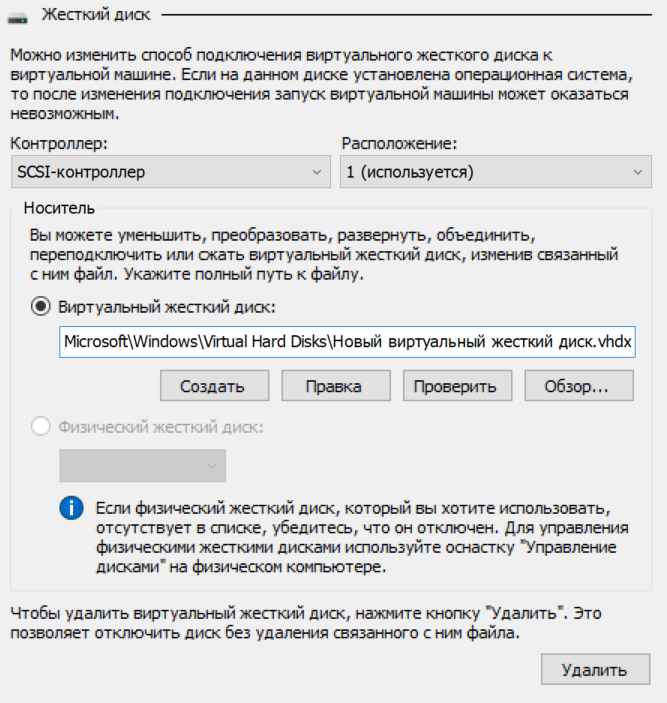 Жесткий диск
Можно изменить способ подключения виртуального жесткого диска к
виртуальной машине. Если на данном диске установлена операционная система,
то после изменения подключения запуск виртуальной машины может оказаться
невозможным.
Контроллер:
Расположение:
SCSI-контроллер
1 (используется)
Носитель
Вы можете уменьшить, преобразовать, развернуть, объединить,
переподключить или сжать виртуальный жесткий диск, изменив связанный
с ним файл. Укажите полный путь к файлу.
Виртуальный жесткий диск:
Microsoft\Windows\Virtual Hard Disks\Новый виртуальный жесткий диск.vhdx
Создать
Правка
Проверить
Обзор...
Физический жесткий диск:
Если физический жесткий диск, который вы хотите использовать,
отсутствует в списке, убедитесь, что он отключен. Для управления
физическими жесткими дисками используйте оснастку "Управление
дисками" на физическом компьютере.
Чтобы удалить виртуальный жесткий диск, нажмите кнопку "Удалить". Это
позволяет отключить диск без удаления связанного с ним файла.
Удалить